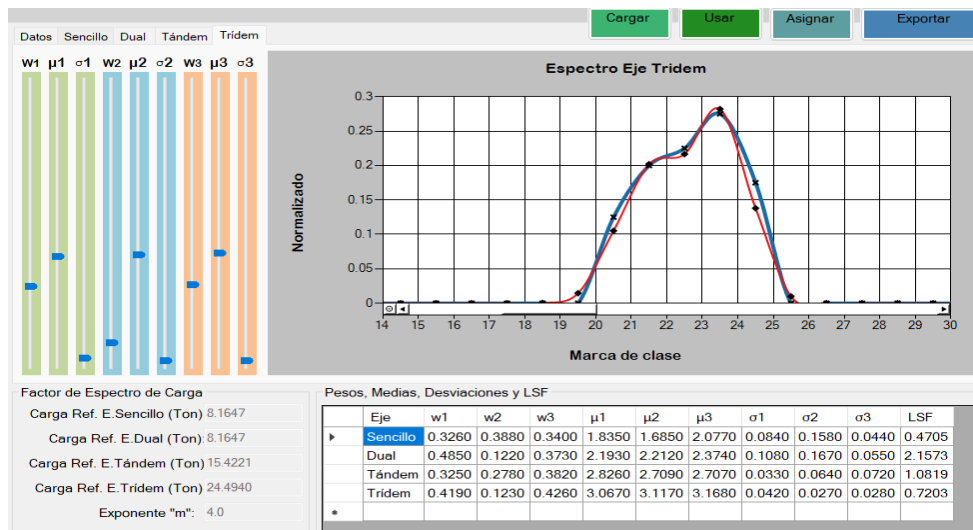 Cargar Usar Asignar Exportar
Datos Sencillo Dual Tándem Trídem
w1 μ1 σ1 w2 μ2 σ2 w3 μ3 σ3
Espectro Eje Tridem
Normalizado
0.3
0.25
0.2
0.15
0.1
0.05
0
14 15 16 17 18 19 20 21 22 23 24 25 26 27 28 29 30
Marca de clase
Factor de Espectro de Carga
Carga Ref. E.Sencillo (Ton) 8.1647
Carga Ref. E.Dual (Ton): 8.1647
Carga Ref. E.Tándem (Ton) 15.4221
Carga Ref. E.Trídem (Ton) 24.4940
Exponente "m": 4.0
Pesos, Medias, Desviaciones y LSF
Eje w1 w2 w3 μ1 μ2 μ3 σ1 σ2 σ3 LSF
Sencillo 0.3260 0.3880 0.3400 1.8350 1.6850 2.0770 0.0840 0.1580 0.0440 0.4705
Dual 0.4850 0.1220 0.3730 2.1930 2.2120 2.3740 0.1080 0.1670 0.0550 2.1573
Tándem 0.3250 0.2780 0.3820 2.8260 2.7090 2.7070 0.0330 0.0640 0.0720 1.0819
Trídem 0.4190 0.1230 0.4260 3.0670 3.1170 3.1680 0.0420 0.0270 0.0280 0.7203